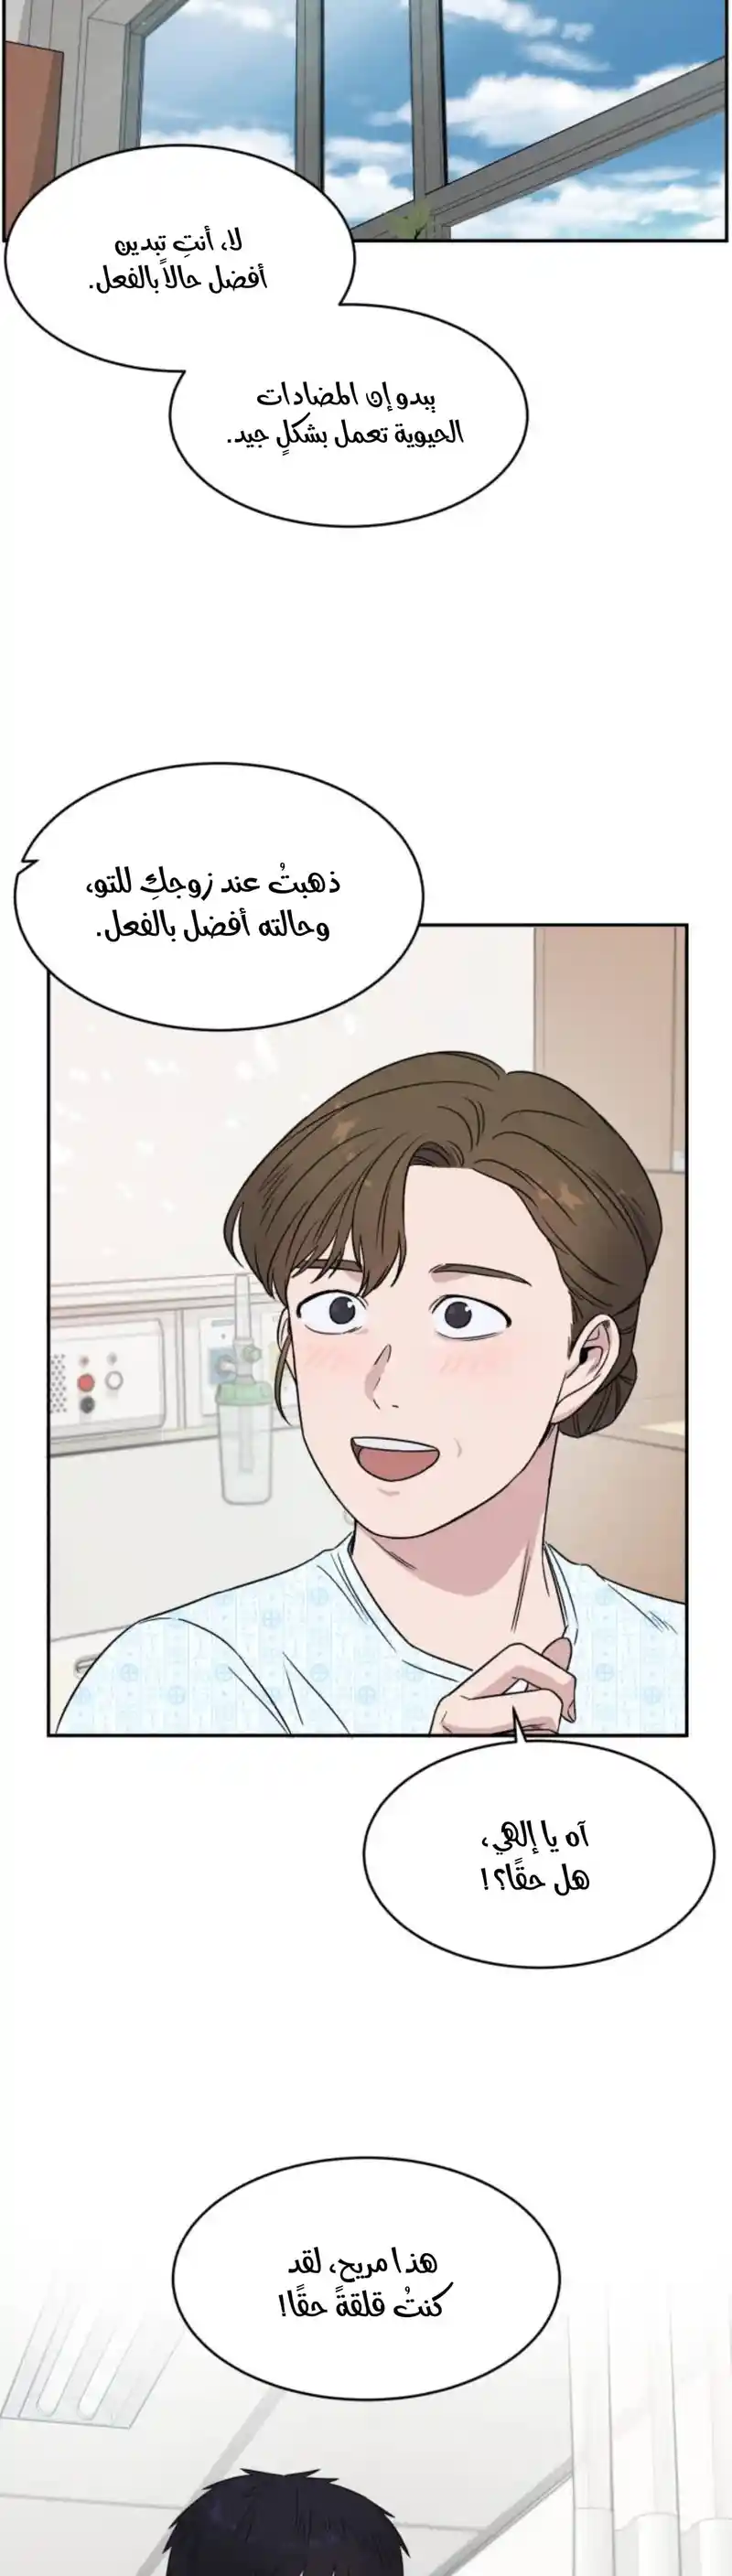 لا، أنتِ تبدين
أفضل حالاً بالفعل.
يبدو إن المضادات
الحيوية تعمل بشكلٍ جيد.
ذهبتُ عند زوجكِ للتو،
وحالته أفضل بالفعل.
آه يا إلهي،
هل حقًا؟!
هذا مريح، لقد
كنتُ قلقةً حقًا!